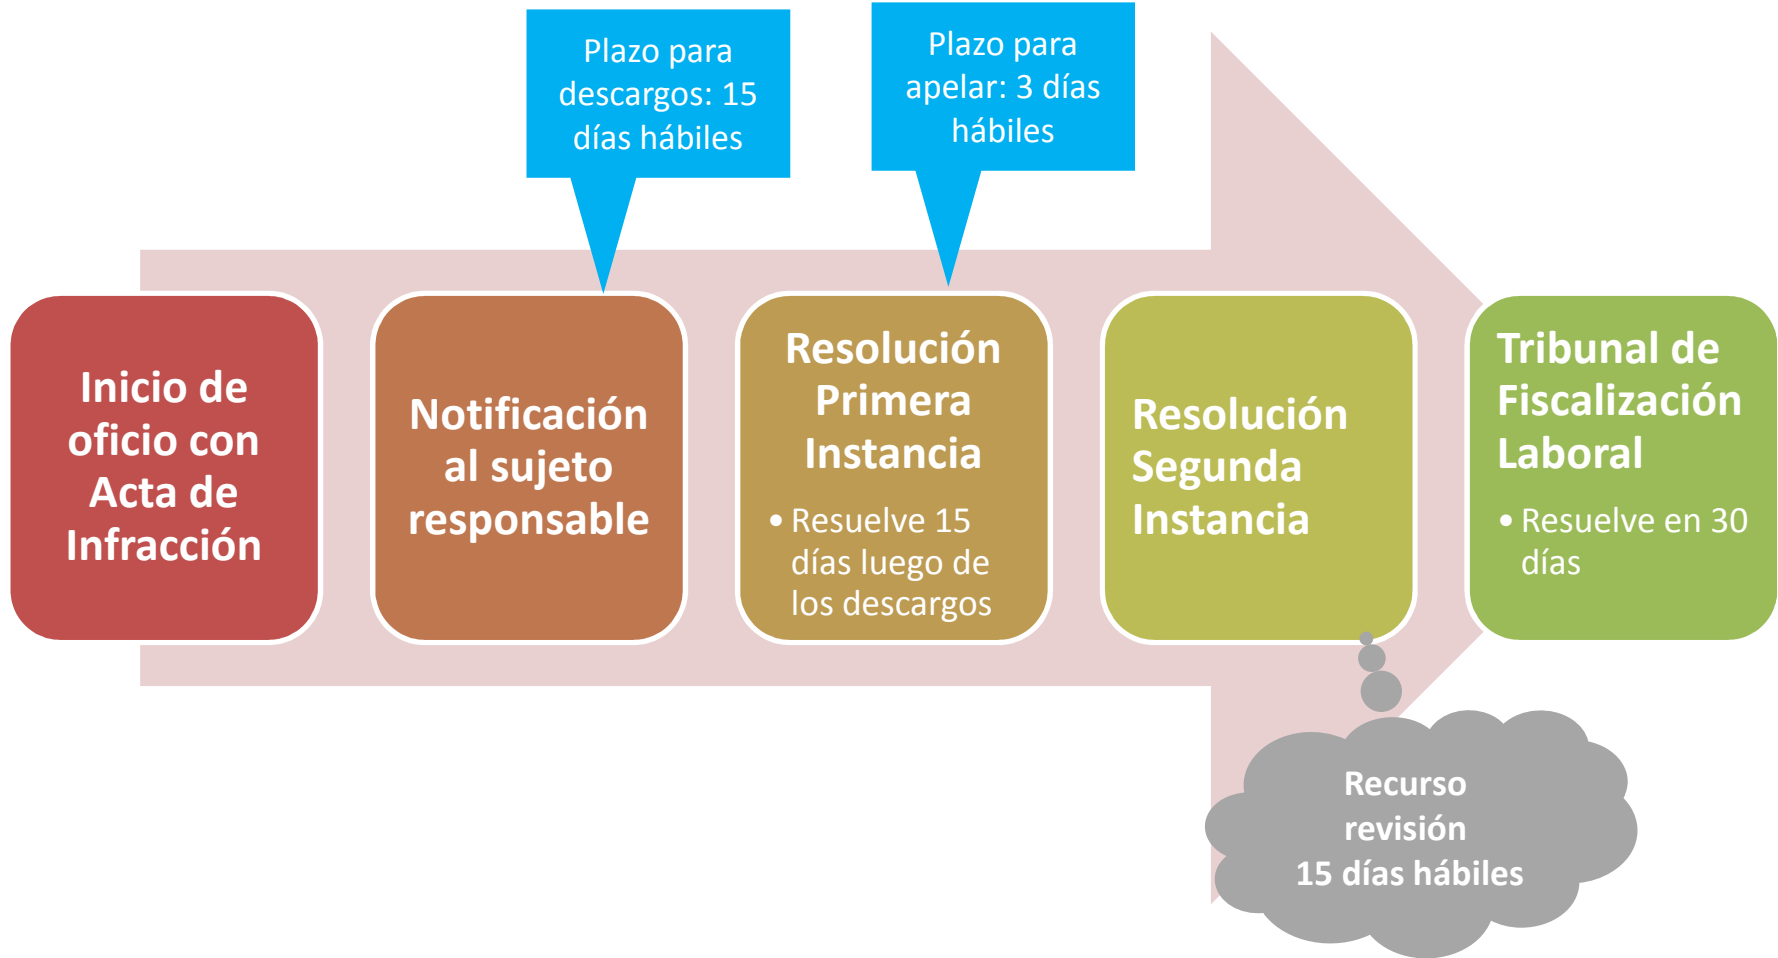 Plazo para
descargos: 15
días hábiles
Plazo para
apelar: 3 días
hábiles
Inicio de
oficio con
Acta de
Infracción
Notificación
al sujeto
responsable
Resolución
Primera
Instancia
• Resuelve 15
días luego de
los descargos
Resolución
Segunda
Instancia
Tribunal de
Fiscalización
Laboral
• Resuelve en 30
días
Recurso
revisión
15 días hábiles